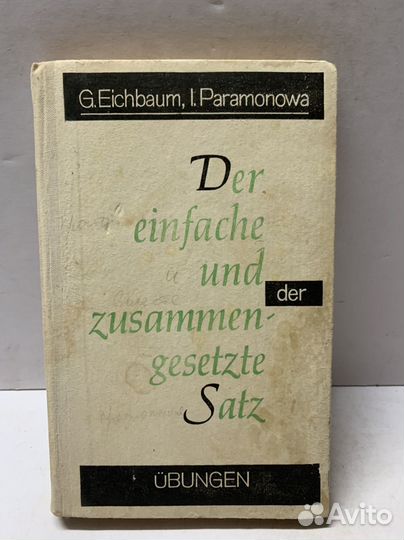 G. Eichbaum, I. Paramonowa
Der
einfache
und der
zusammen-
gesetzte
Satz
ÜBUNGEN
Avito